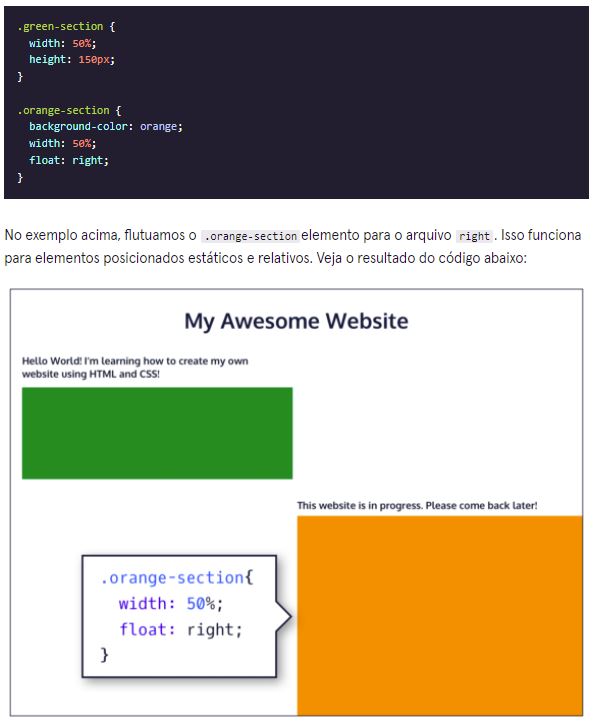 .green-section {
  width: 50%;
  height: 150px;
}
.orange-section {
  background-color: orange;
  width: 50%;
  float: right;
}
No exemplo acima, flutuamos o .orange-section elemento para o arquivo right . Isso funciona
para elementos posicionados estáticos e relativos. Veja o resultado do código abaixo:
My Awesome Website
Hello World! I'm learning how to create my own
website using HTML and CSS!
This website is in progress. Please come back later!
.orange-section{
  width: 50%;
  float: right;
}